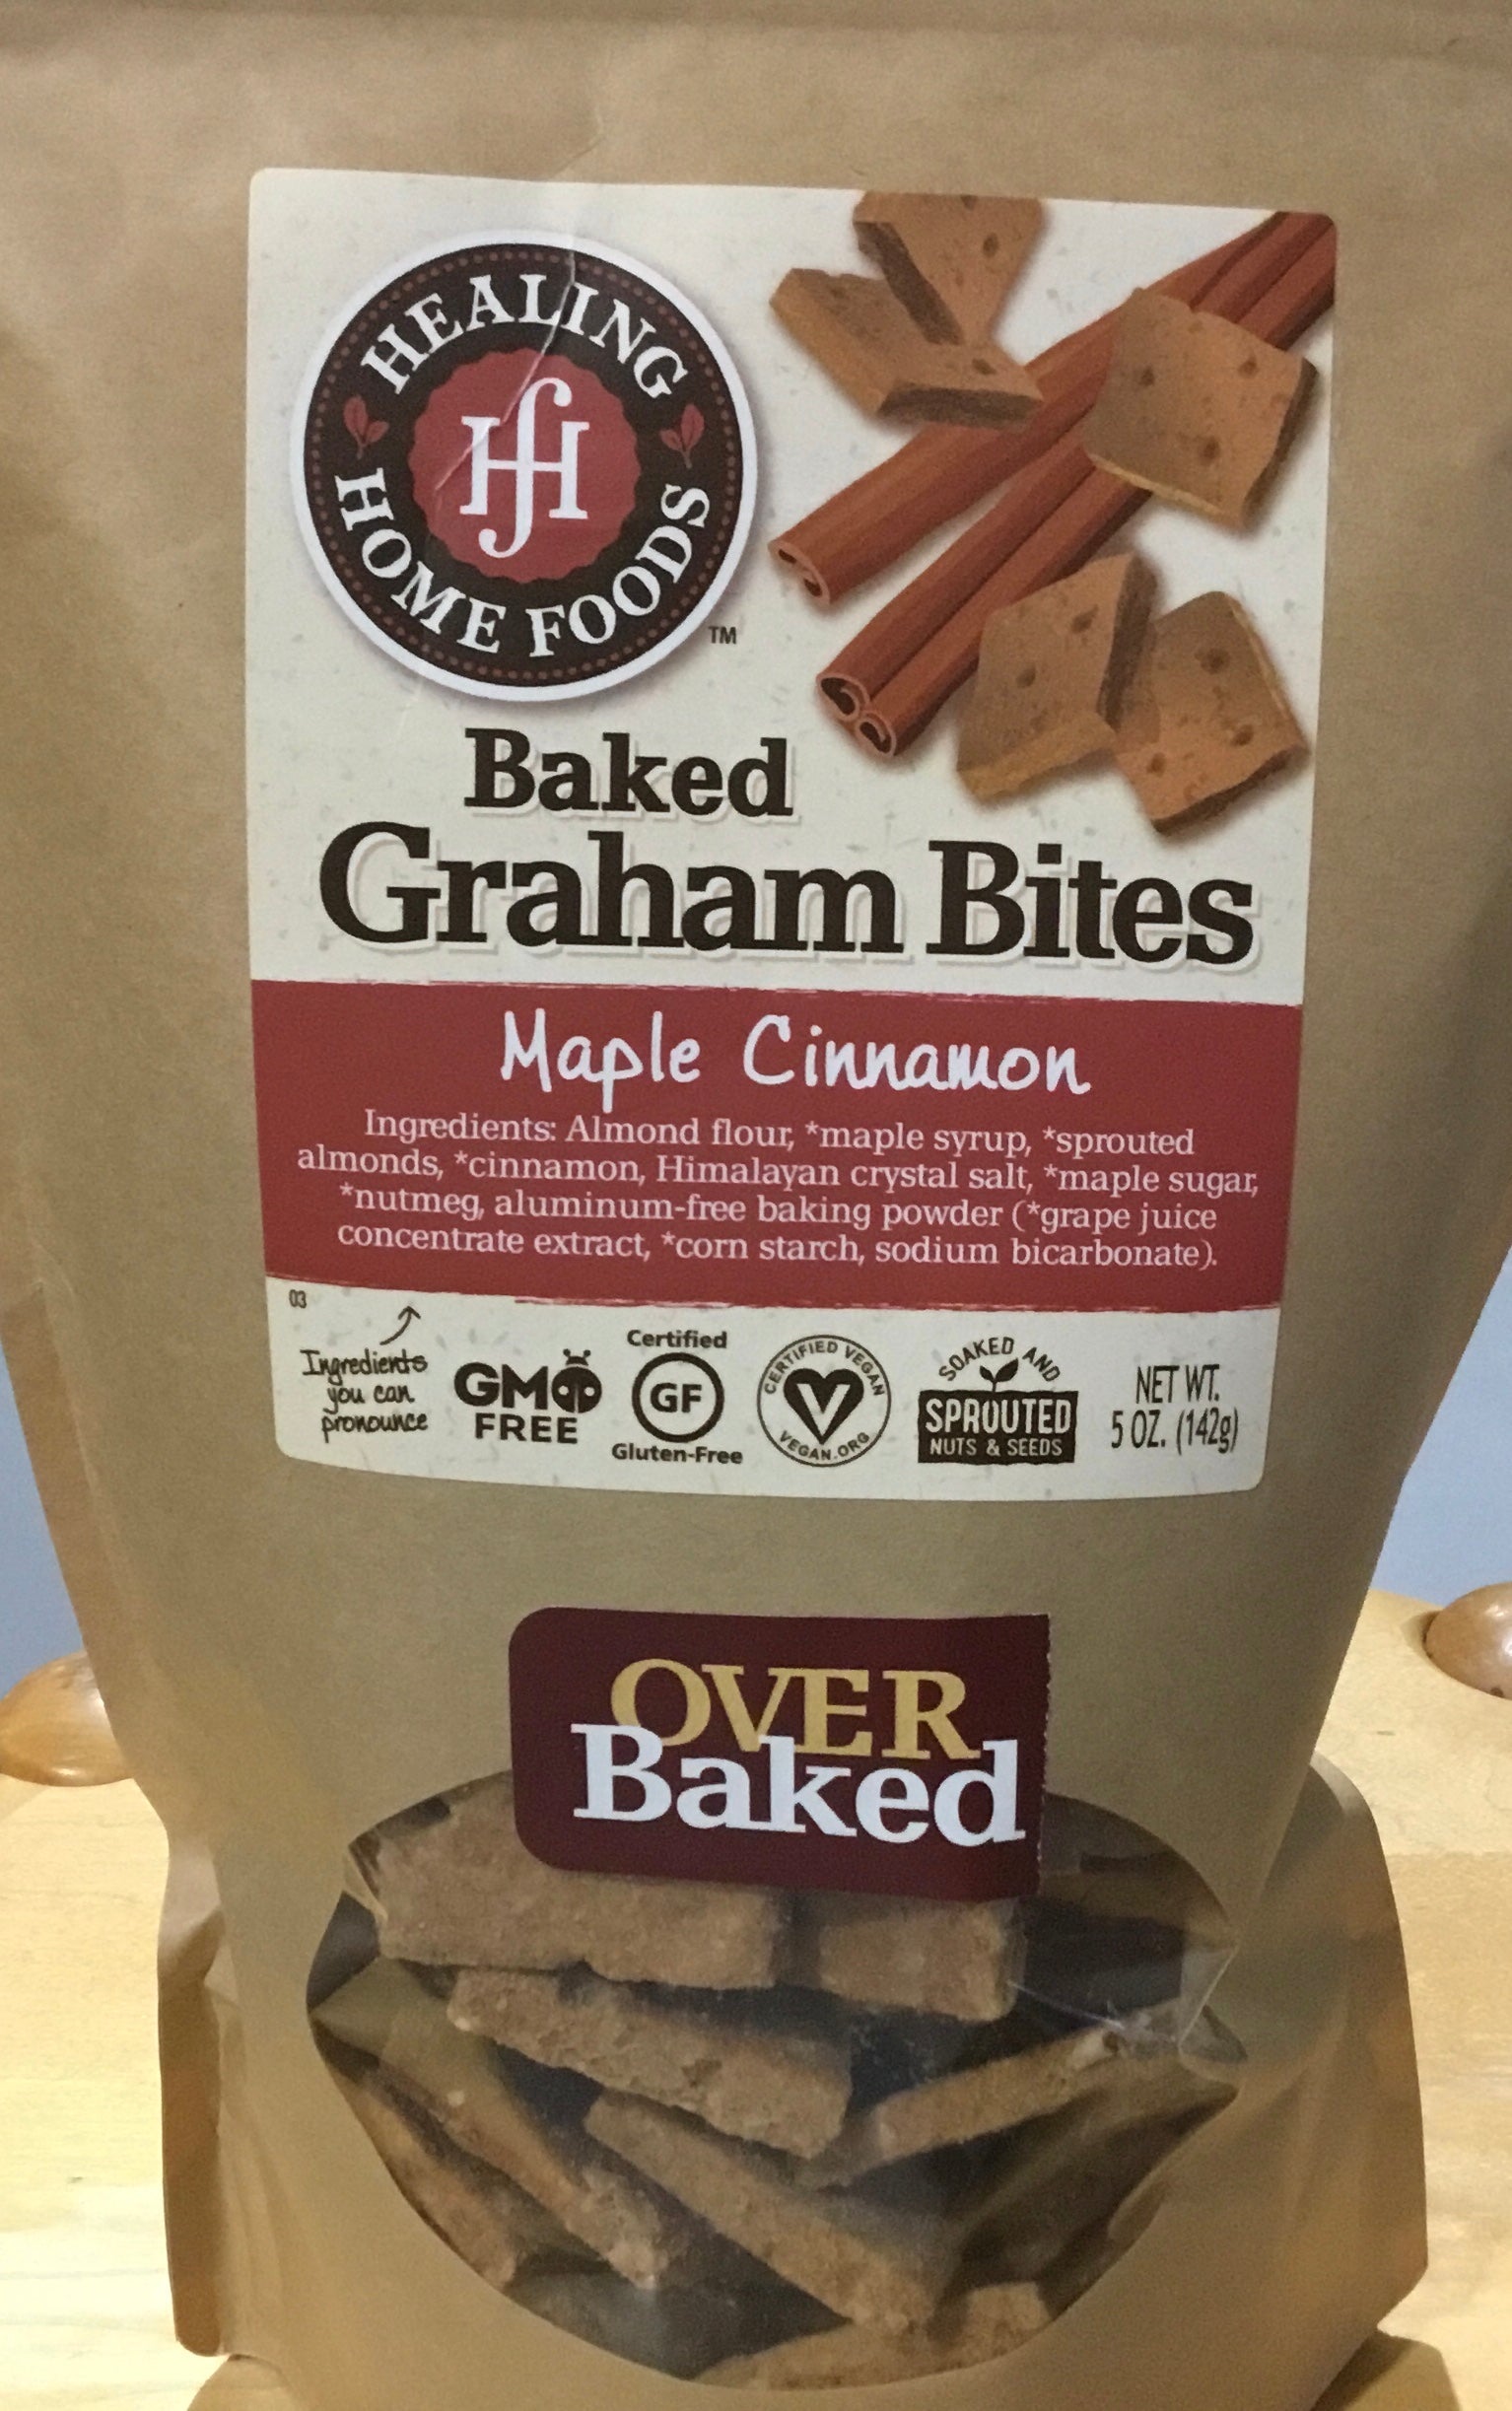 HEALING
HOME FOODS
HfH
TM
Baked
Graham Bites
Maple Cinnamon
Ingredients: Almond flour, *maple syrup, *sprouted
almonds, *cinnamon, Himalayan crystal salt, *maple sugar,
*nutmeg, aluminum-free baking powder (*grape juice
concentrate extract, *corn starch, sodium bicarbonate).
03
Ingredients
you can
pronounce
GMO
FREE
Certified
GF
Gluten-Free
CERTIFIED VEGAN
V
VEGAN.ORG
SOAKED AND
SPROUTED
NUTS & SEEDS
NET WT.
5 OZ. (142g)
OVER
Baked